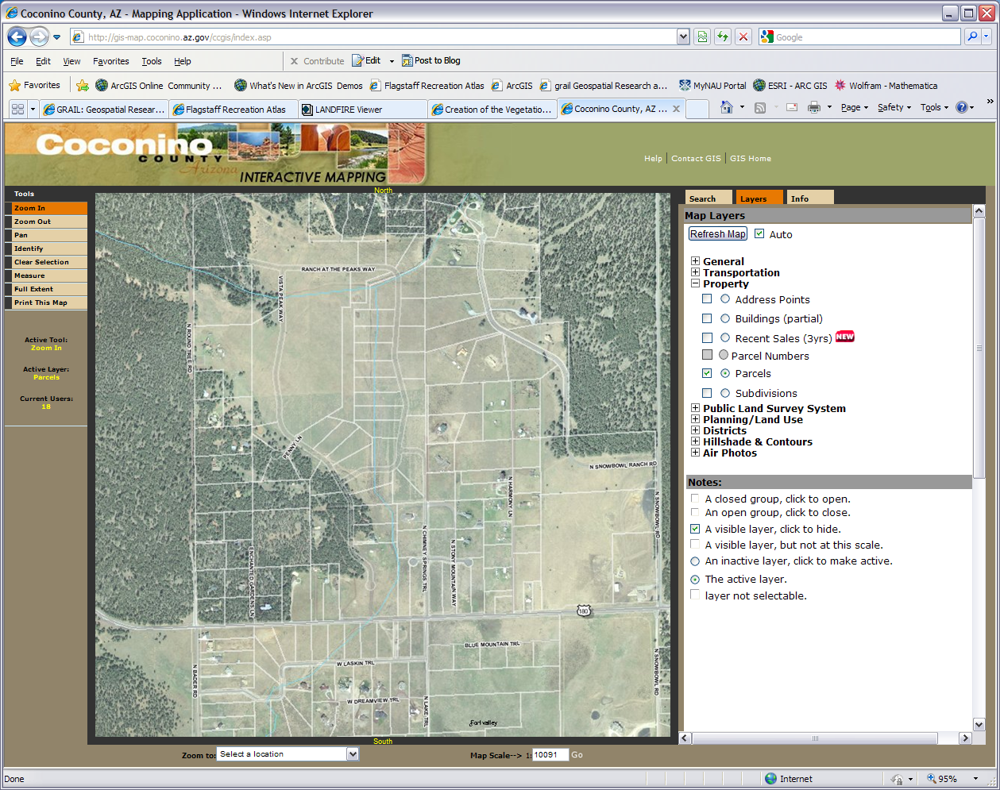 Coconino County, AZ - Mapping Application - Windows Internet Explorer
http://gis-map.coconino.az.gov/ccgis/index.asp
Google
File Edit View Favorites Tools Help
Contribute Edit Post to Blog
Favorites
ArcGIS Online Community ...
What's New in ArcGIS Demos
Flagstaff Recreation Atlas
ArcGIS
grail Geospatial Research a...
MyNAU Portal
ESRI - ARC GIS
Wolfram - Mathematica
GRAIL: Geospatial Resear...
Flagstaff Recreation Atlas
LANDFIRE Viewer
Creation of the Vegetatio...
Coconino County, AZ ...
Page Safety Tools
Coconino
COUNTY
Arizona
INTERACTIVE MAPPING
Help Contact GIS GIS Home
Tools
Zoom In
Zoom Out
Pan
Identify
Clear Selection
Measure
Full Extent
Print This Map
Active Tool:
Zoom In
Active Layer:
Parcels
Current Users:
18
North
RANCH AT THE PEAKS WAY
VISTA PEAK WAY
N ROUND TREE RD
PENNY LN
N SNOWBOWL RANCH RD
N HARMONY LN
N SNOWBOWL RD
N CHIMNEY SPRINGS TRL
N STONY MOUNTAIN WAY
ENCHANTED GARDENS LN
180
BLUE MOUNTAIN TRL
W LASKIN TRL
N BADER RD
N SNOWBOWL RD
W DREAMVIEW TRL
N LAKE TRL
Fort valley
South
Zoom to: Select a location
Map Scale--> 1: 10091 Go
Search Layers Info
Map Layers
Refresh Map Auto
General
Transportation
Property
Address Points
Buildings (partial)
Recent Sales (3yrs) NEW
Parcel Numbers
Parcels
Subdivisions
Public Land Survey System
Planning/Land Use
Districts
Hillshade & Contours
Air Photos
Notes:
A closed group, click to open.
An open group, click to close.
A visible layer, click to hide.
A visible layer, but not at this scale.
An inactive layer, click to make active.
The active layer.
layer not selectable.
Done
Internet
95%